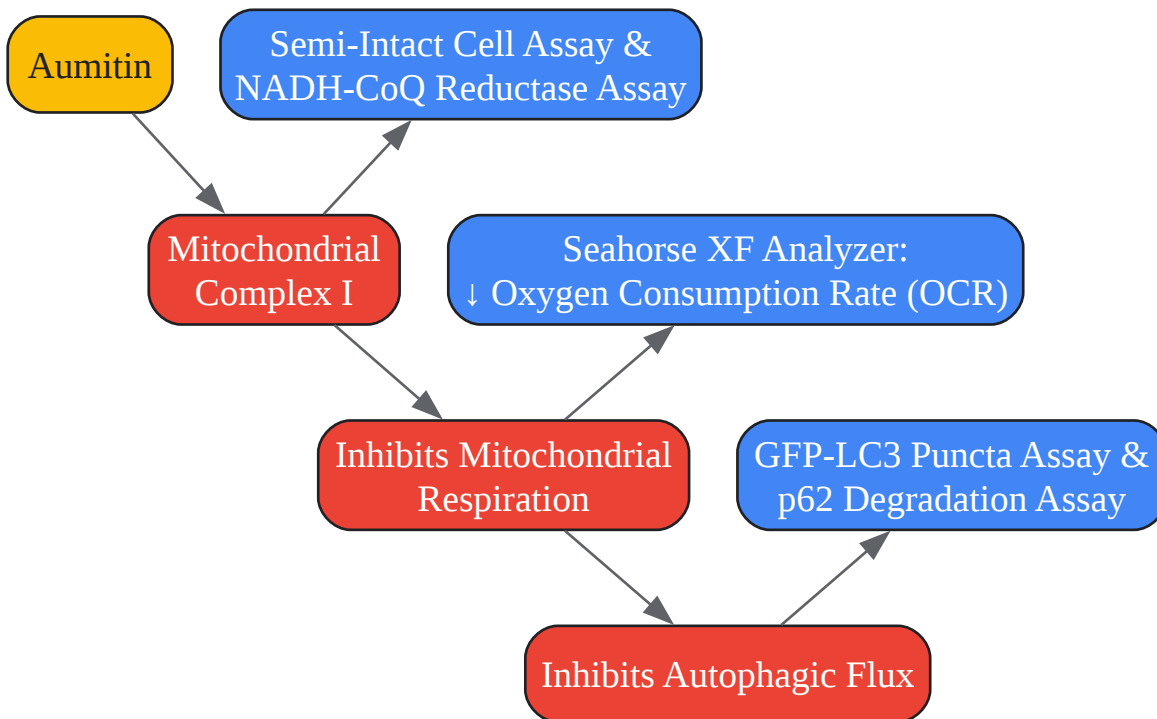 Aumitin
Semi-Intact Cell Assay &
NADH-CoQ Reductase Assay
Mitochondrial
Complex I
Seahorse XF Analyzer:
↓ Oxygen Consumption Rate (OCR)
Inhibits Mitochondrial
Respiration
GFP-LC3 Puncta Assay &
p62 Degradation Assay
Inhibits Autophagic Flux